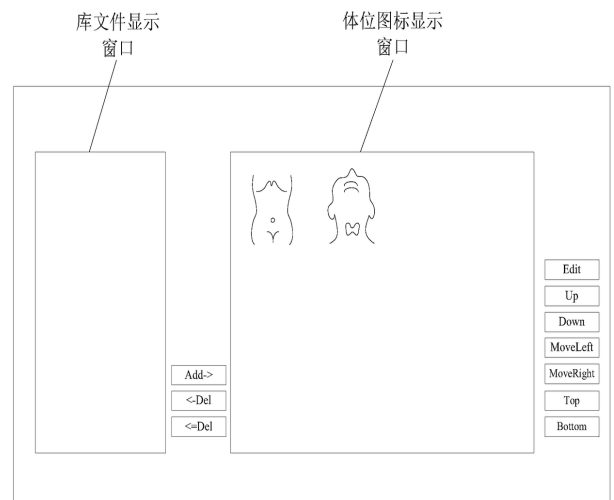 库文件显示
窗口
体位图标显示
窗口
Edit
Up
Down
MoveLeft
MoveRight
Top
Bottom
Add->
<-Del
<=Del